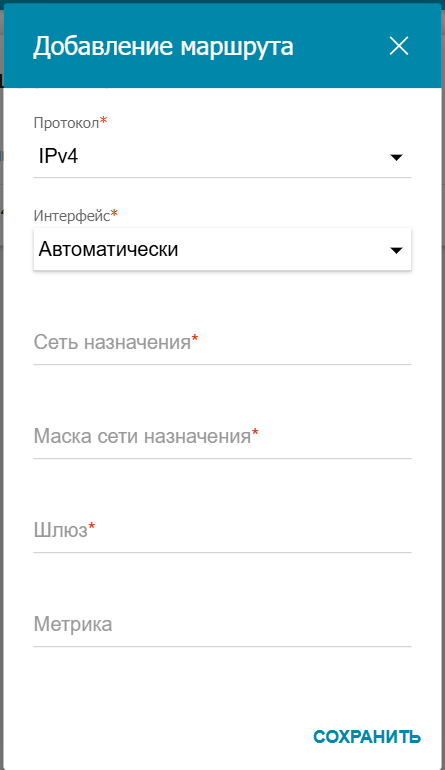 Добавление маршрута
Протокол*
IPv4
Интерфейс*
Автоматически
Сеть назначения*
Маска сети назначения*
Шлюз*
Метрика
СОХРАНИТЬ